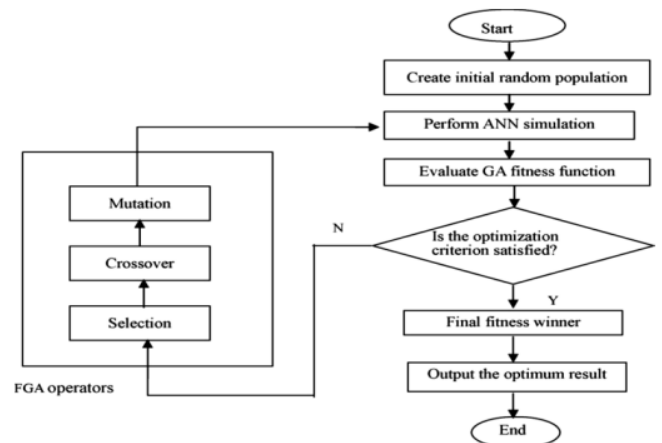 Start
Create initial random population
Perform ANN simulation
Evaluate GA fitness function
Is the optimization
criterion satisfied?
N
Y
Mutation
Crossover
Selection
FGA operators
Final fitness winner
Output the optimum result
End